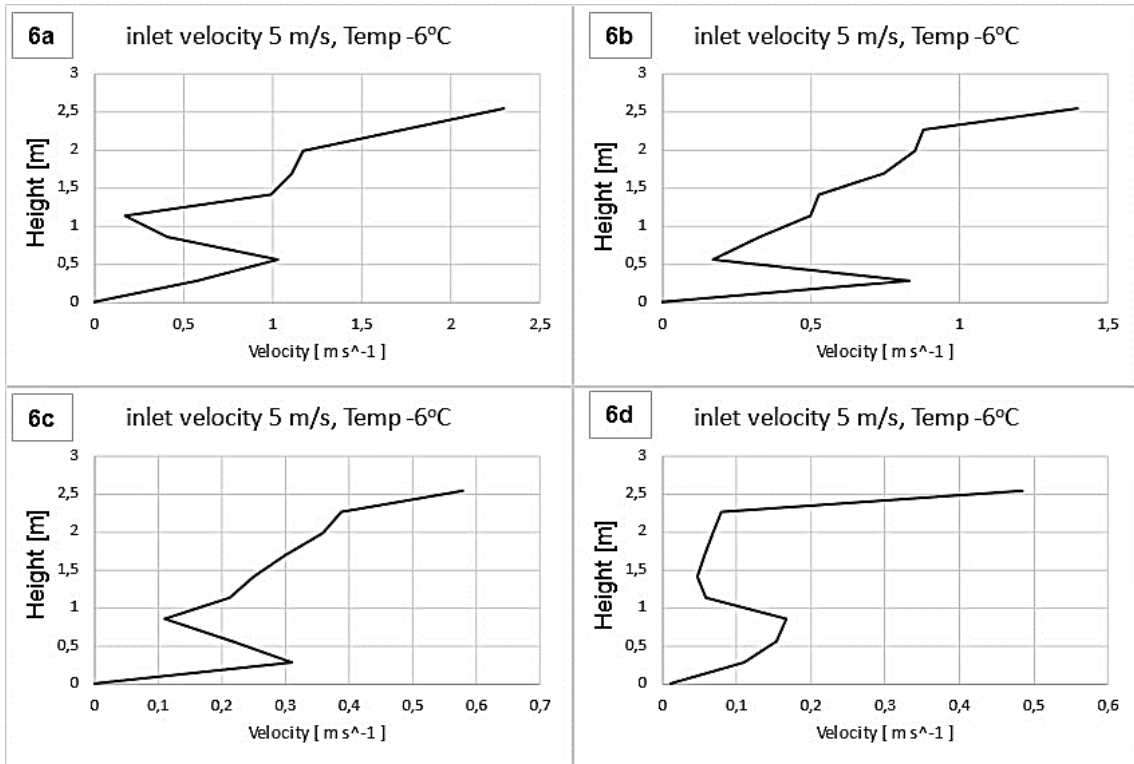 6a
inlet velocity 5 m/s, Temp -6°C
3
2,5
2
1,5
1
0,5
0
Height [m]
0 0,5 1 1,5 2 2,5
Velocity [ m s^-1 ]
6b
inlet velocity 5 m/s, Temp -6°C
3
2,5
2
1,5
1
0,5
0
Height [m]
0 0,5 1 1,5
Velocity [ m s^-1 ]
6c
inlet velocity 5 m/s, Temp -6°C
3
2,5
2
1,5
1
0,5
0
Height [m]
0 0,1 0,2 0,3 0,4 0,5 0,6 0,7
Velocity [ m s^-1 ]
6d
inlet velocity 5 m/s, Temp -6°C
3
2,5
2
1,5
1
0,5
0
Height [m]
0 0,1 0,2 0,3 0,4 0,5 0,6
Velocity [ m s^-1 ]